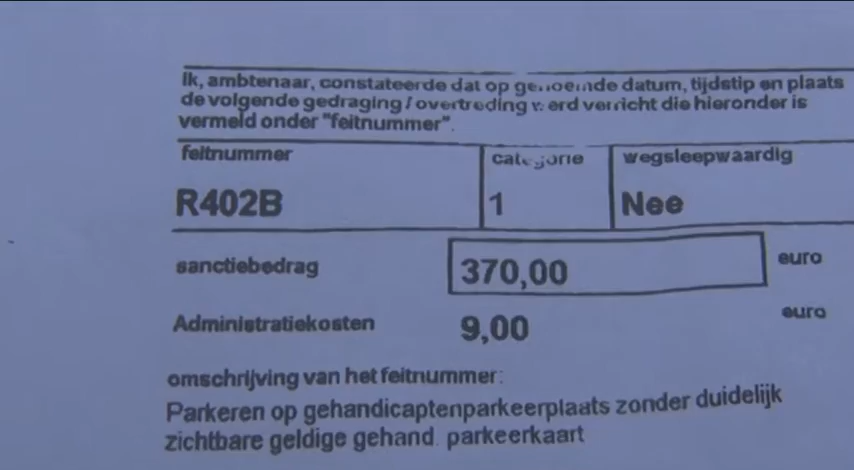 Ik, ambtenaar, constateerde dat op genoemde datum, tijdstip en plaats
de volgende gedraging / overtreding werd verricht die hieronder is
vermeld onder "feitnummer".
feitnummer categorie wegsleepwaardig
R402B 1 Nee
sanctiebedrag 370,00 euro
Administratiekosten 9,00 euro
omschrijving van het feitnummer:
Parkeren op gehandicaptenparkeerplaats zonder duidelijk
zichtbare geldige gehand. parkeerkaart